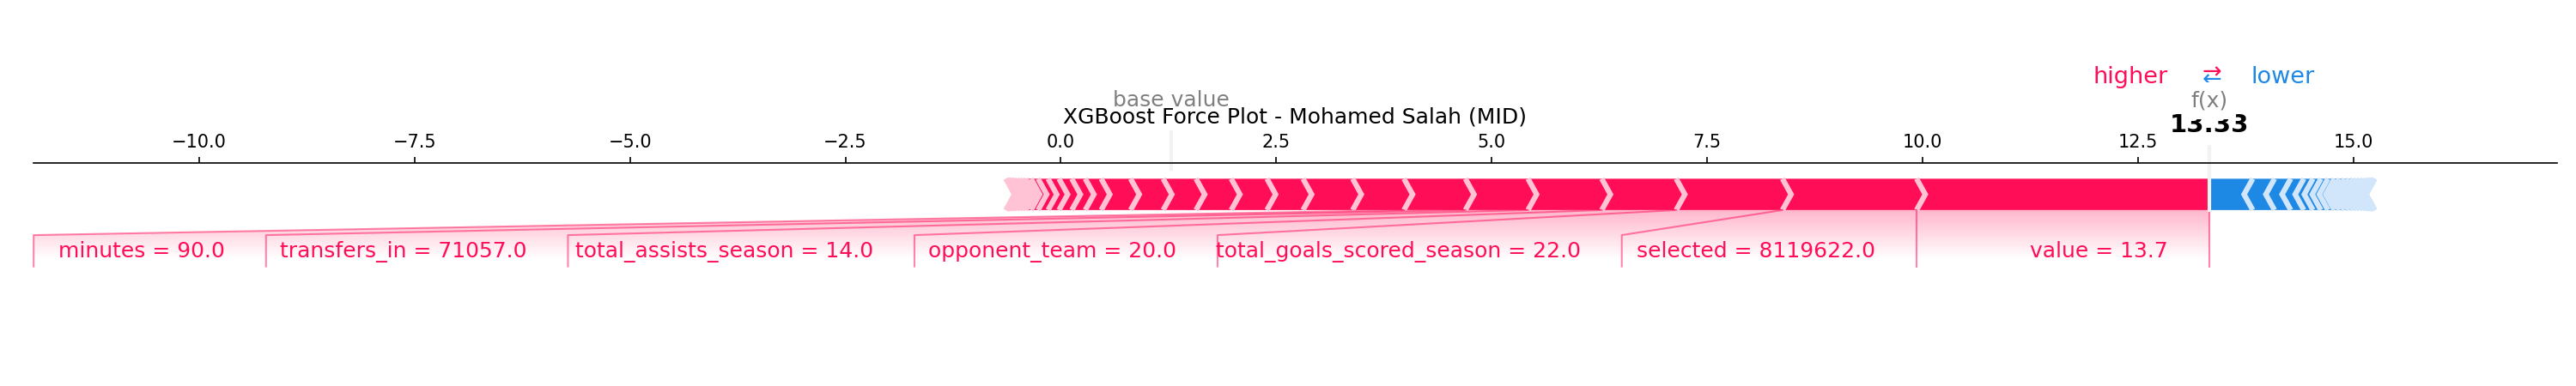 higher ⇄ lower
base value
f(x)
XGBoost Force Plot - Mohamed Salah (MID)
13.33
−10.0 −7.5 −5.0 −2.5 0.0 2.5 5.0 7.5 10.0 12.5 15.0
minutes = 90.0 transfers_in = 71057.0 total_assists_season = 14.0 opponent_team = 20.0 total_goals_scored_season = 22.0 selected = 8119622.0 value = 13.7